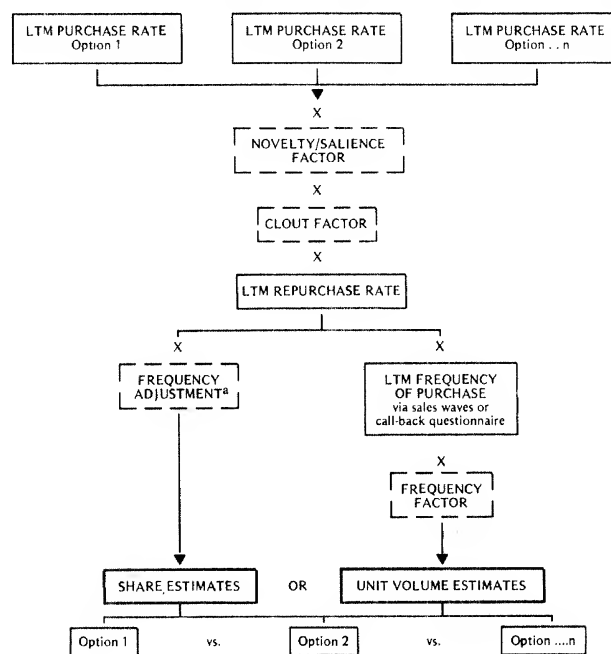 LTM PURCHASE RATE
Option 1
LTM PURCHASE RATE
Option 2
LTM PURCHASE RATE
Option . . n
X
NOVELTY/SALIENCE
FACTOR
X
CLOUT FACTOR
X
LTM REPURCHASE RATE
X
X
FREQUENCY
ADJUSTMENTa
LTM FREQUENCY
OF PURCHASE
via sales waves or
call-back questionnaire
X
FREQUENCY
FACTOR
SHARE ESTIMATES
OR
UNIT VOLUME ESTIMATES
Option 1
vs.
Option 2
vs.
Option ....n